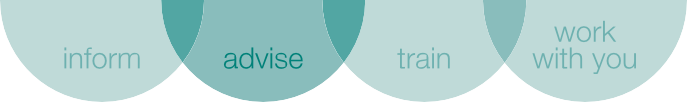 inform
advise
train
work
with you